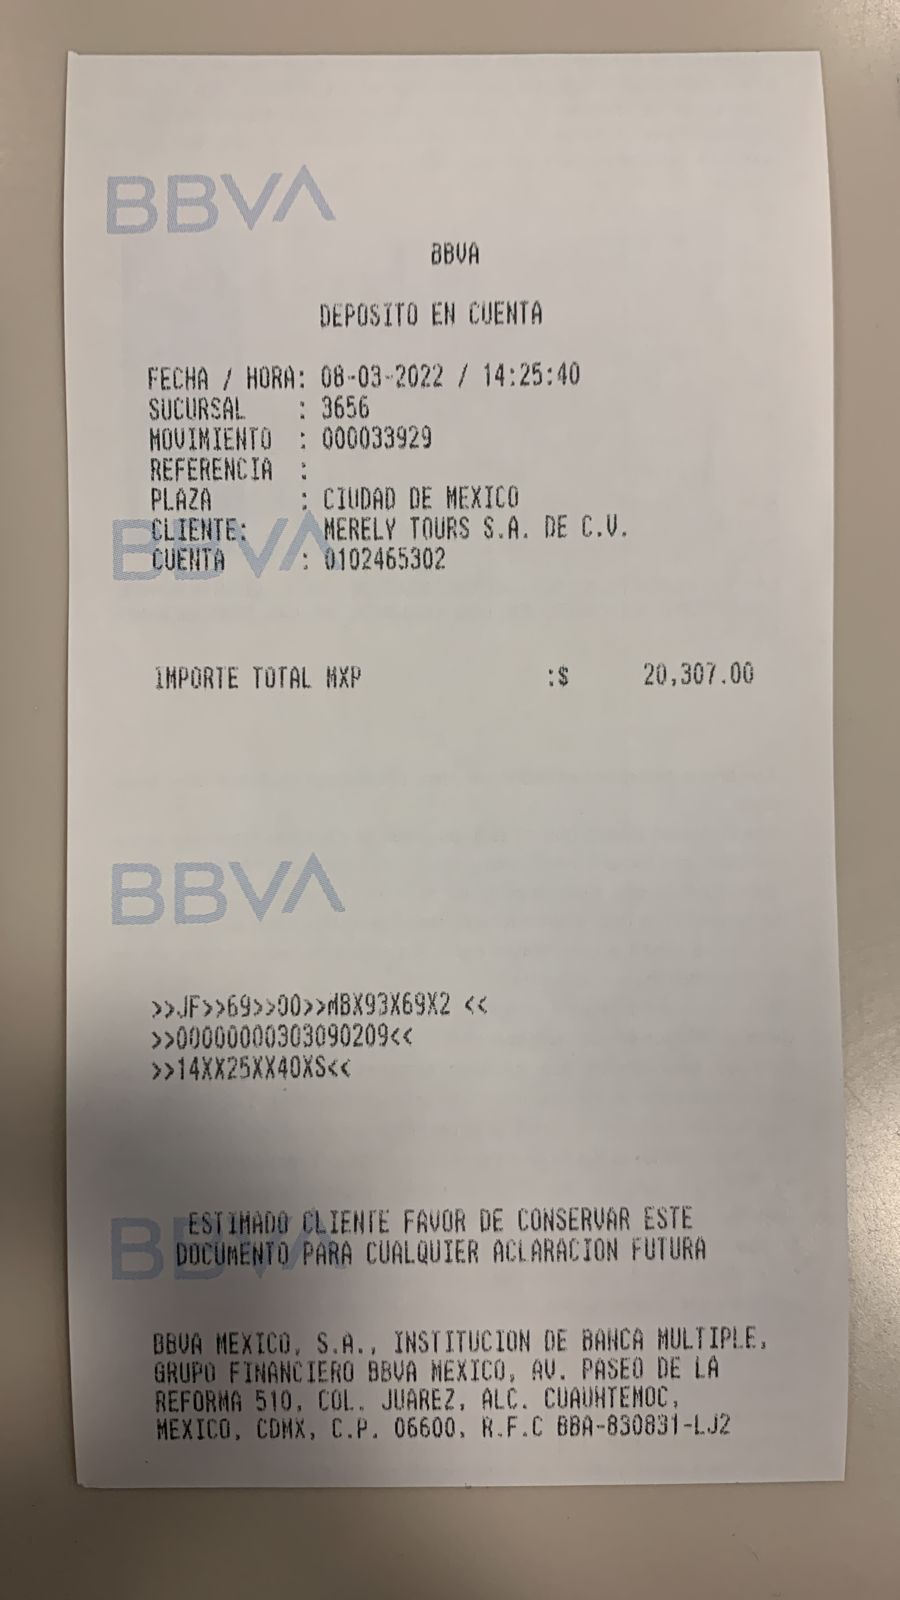 BBVA
BBVA
DEPOSITO EN CUENTA
FECHA / HORA: 08-03-2022 / 14:25:40
SUCURSAL : 3656
MOVIMIENTO : 000033929
REFERENCIA :
PLAZA : CIUDAD DE MEXICO
BBVA
CLIENTE: MERELY TOURS S.A. DE C.V.
CUENTA : 0102465302
IMPORTE TOTAL MXP :$ 20,307.00
BBVA
>>JF>>69>>00>>MBX93X69X2 <<
>>00000000303090209<<
>>14XX25XX40XS<<
BBVA
ESTIMADO CLIENTE FAVOR DE CONSERVAR ESTE
DOCUMENTO PARA CUALQUIER ACLARACION FUTURA
BBVA MEXICO, S.A., INSTITUCION DE BANCA MULTIPLE,
GRUPO FINANCIERO BBVA MEXICO, AV. PASEO DE LA
REFORMA 510, COL. JUAREZ, ALC. CUAUHTEMOC,
MEXICO, CDMX, C.P. 06600, R.F.C BBA-830831-LJ2